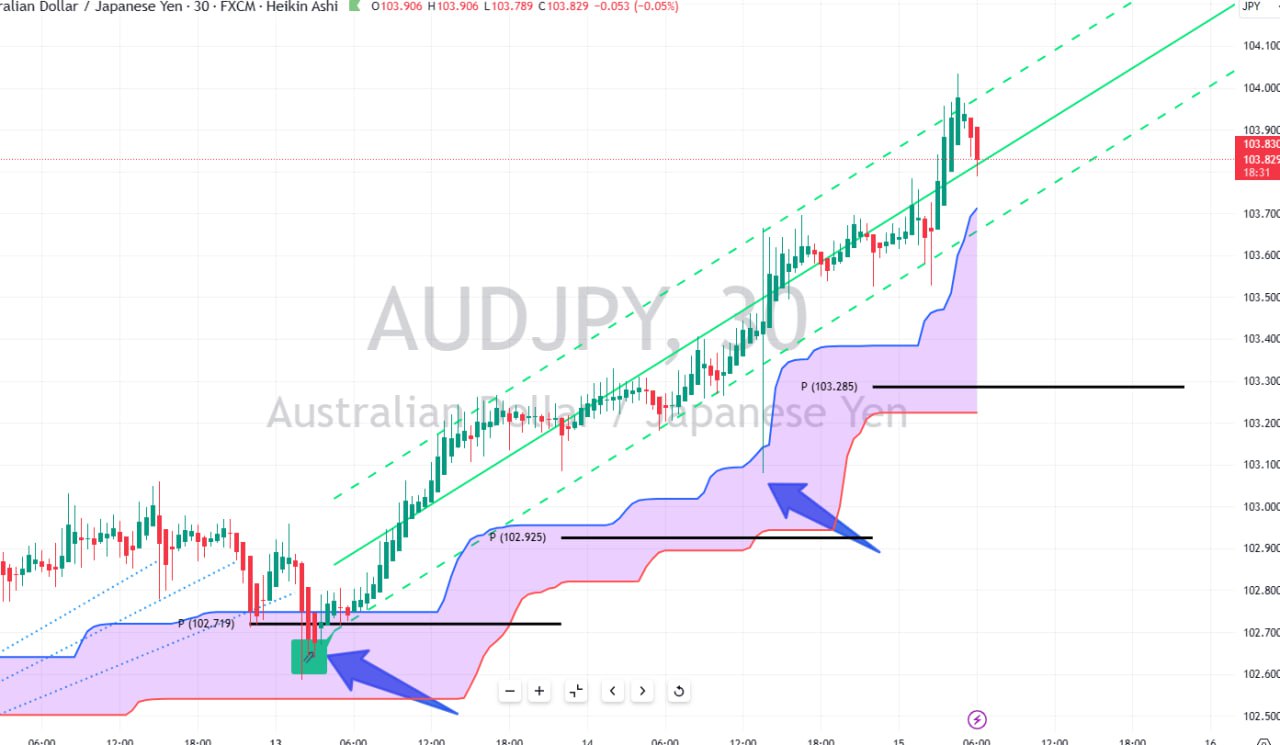 ralian Dollar / Japanese Yen · 30 · FXCM · Heikin Ashi O103.906 H103.906 L103.789 C103.829 −0.053 (−0.05%)
JPY
104.100
104.000
103.900
103.830
103.829
18:31
103.700
103.600
103.500
103.400
103.300
103.200
103.100
103.000
102.900
102.800
102.700
102.600
102.500
AUDJPY, 30
Australian Dollar / Japanese Yen
P (103.285)
P (102.925)
P (102.719)
06:00 12:00 18:00 13 06:00 12:00 18:00 14 06:00 12:00 18:00 15 06:00 12:00 18:00 16